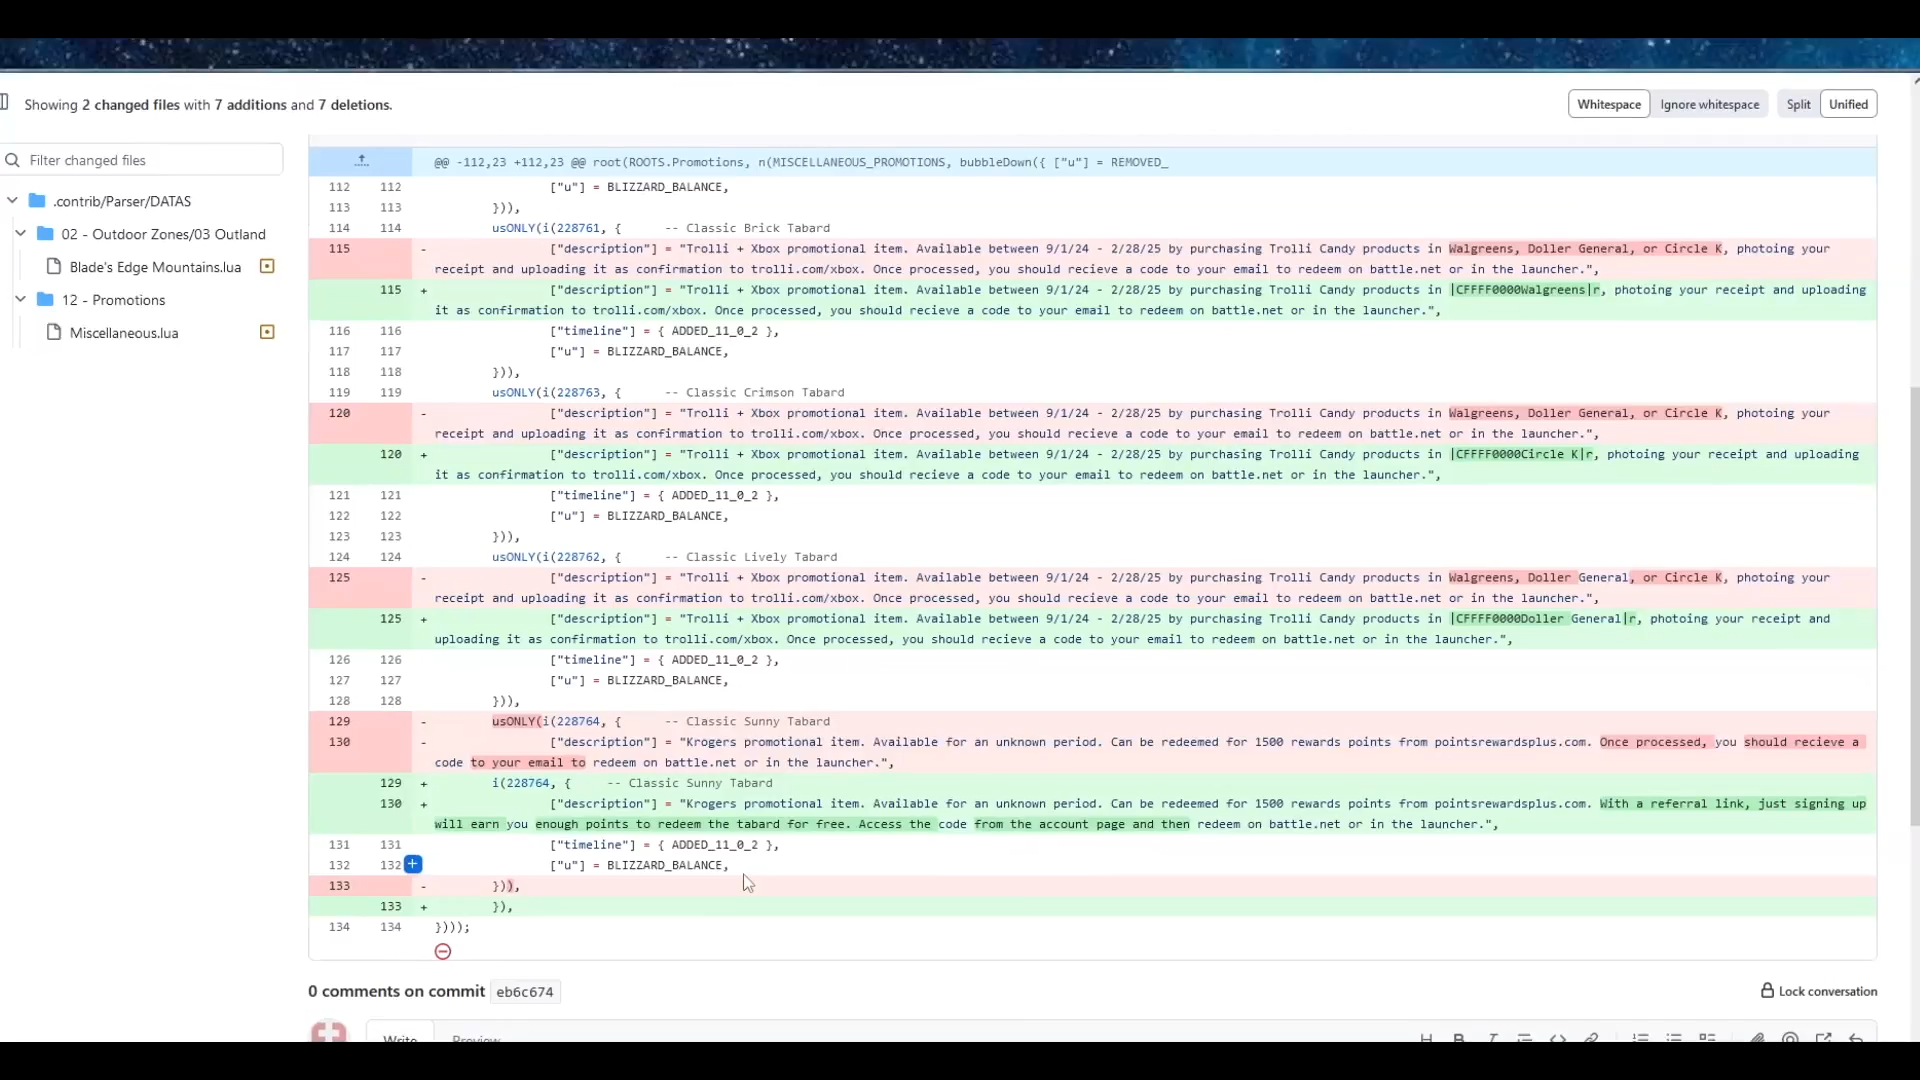 Showing 2 changed files with 7 additions and 7 deletions.
Whitespace Ignore whitespace Split Unified
Filter changed files
.contrib/Parser/DATAS
02 - Outdoor Zones/03 Outland
Blade's Edge Mountains.lua
12 - Promotions
Miscellaneous.lua
@@ -112,23 +112,23 @@ root(ROOTS.Promotions, n(MISCELLANEOUS_PROMOTIONS, bubbleDown({ ["u"] = REMOVED_
112 112 ["u"] = BLIZZARD_BALANCE,
113 113 })),
114 114 usONLY(i(228761, { -- Classic Brick Tabard
115 - ["description"] = "Trolli + Xbox promotional item. Available between 9/1/24 - 2/28/25 by purchasing Trolli Candy products in Walgreens, Doller General, or Circle K, photoing your
receipt and uploading it as confirmation to trolli.com/xbox. Once processed, you should recieve a code to your email to redeem on battle.net or in the launcher.",
115 + ["description"] = "Trolli + Xbox promotional item. Available between 9/1/24 - 2/28/25 by purchasing Trolli Candy products in |CFFFF0000Walgreens|r, photoing your receipt and uploading
it as confirmation to trolli.com/xbox. Once processed, you should recieve a code to your email to redeem on battle.net or in the launcher.",
116 116 ["timeline"] = { ADDED_11_0_2 },
117 117 ["u"] = BLIZZARD_BALANCE,
118 118 })),
119 119 usONLY(i(228763, { -- Classic Crimson Tabard
120 - ["description"] = "Trolli + Xbox promotional item. Available between 9/1/24 - 2/28/25 by purchasing Trolli Candy products in Walgreens, Doller General, or Circle K, photoing your
receipt and uploading it as confirmation to trolli.com/xbox. Once processed, you should recieve a code to your email to redeem on battle.net or in the launcher.",
120 + ["description"] = "Trolli + Xbox promotional item. Available between 9/1/24 - 2/28/25 by purchasing Trolli Candy products in |CFFFF0000Circle K|r, photoing your receipt and uploading
it as confirmation to trolli.com/xbox. Once processed, you should recieve a code to your email to redeem on battle.net or in the launcher.",
121 121 ["timeline"] = { ADDED_11_0_2 },
122 122 ["u"] = BLIZZARD_BALANCE,
123 123 })),
124 124 usONLY(i(228762, { -- Classic Lively Tabard
125 - ["description"] = "Trolli + Xbox promotional item. Available between 9/1/24 - 2/28/25 by purchasing Trolli Candy products in Walgreens, Doller General, or Circle K, photoing your
receipt and uploading it as confirmation to trolli.com/xbox. Once processed, you should recieve a code to your email to redeem on battle.net or in the launcher.",
125 + ["description"] = "Trolli + Xbox promotional item. Available between 9/1/24 - 2/28/25 by purchasing Trolli Candy products in |CFFFF0000Doller General|r, photoing your receipt and
uploading it as confirmation to trolli.com/xbox. Once processed, you should recieve a code to your email to redeem on battle.net or in the launcher.",
126 126 ["timeline"] = { ADDED_11_0_2 },
127 127 ["u"] = BLIZZARD_BALANCE,
128 128 })),
129 - usONLY(i(228764, { -- Classic Sunny Tabard
130 - ["description"] = "Krogers promotional item. Available for an unknown period. Can be redeemed for 1500 rewards points from pointsrewardsplus.com. Once processed, you should recieve a
code to your email to redeem on battle.net or in the launcher.",
129 + i(228764, { -- Classic Sunny Tabard
130 + ["description"] = "Krogers promotional item. Available for an unknown period. Can be redeemed for 1500 rewards points from pointsrewardsplus.com. With a referral link, just signing up
will earn you enough points to redeem the tabard for free. Access the code from the account page and then redeem on battle.net or in the launcher.",
131 131 ["timeline"] = { ADDED_11_0_2 },
132 132 ["u"] = BLIZZARD_BALANCE,
133 - })),
133 + }),
134 134 })));
0 comments on commit eb6c674
Lock conversation
Write Preview